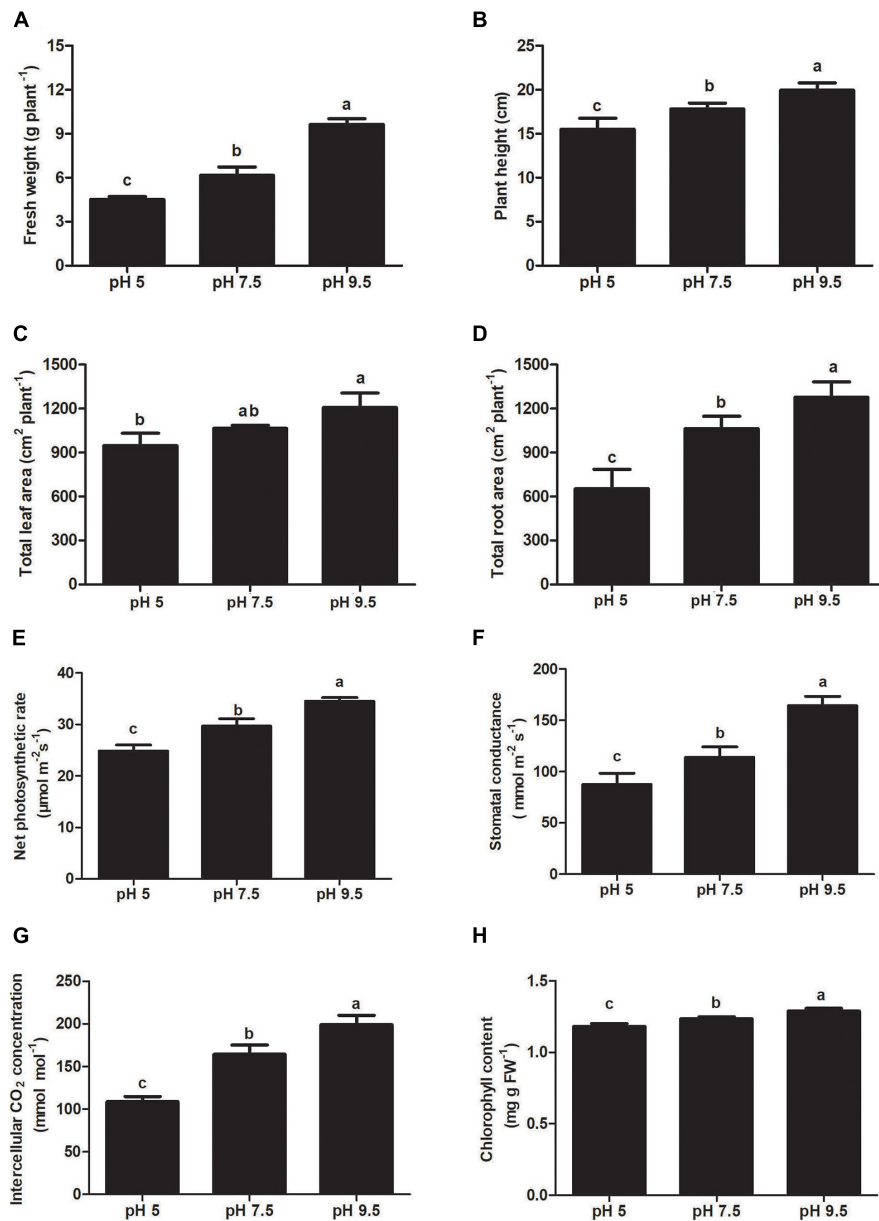 A
Fresh weight (g plant⁻¹)
15
12
9
6
3
0
c
b
a
pH 5
pH 7.5
pH 9.5
B
Plant height (cm)
25
20
15
10
5
0
c
b
a
pH 5
pH 7.5
pH 9.5
C
Total leaf area (cm² plant⁻¹)
1500
1200
900
600
300
0
b
ab
a
pH 5
pH 7.5
pH 9.5
D
Total root area (cm² plant⁻¹)
1500
1200
900
600
300
0
c
b
a
pH 5
pH 7.5
pH 9.5
E
Net photosynthetic rate
(µmol m⁻²s⁻¹)
40
30
20
10
0
c
b
a
pH 5
pH 7.5
pH 9.5
F
Stomatal conductance
( mmol m⁻² s⁻¹)
200
150
100
50
0
c
b
a
pH 5
pH 7.5
pH 9.5
G
Intercellular CO₂ concentration
(mmol mol⁻¹)
250
200
150
100
50
0
c
b
a
pH 5
pH 7.5
pH 9.5
H
Chlorophyll content
(mg g FW⁻¹)
1.5
1.2
0.5
0.0
c
b
a
pH 5
pH 7.5
pH 9.5